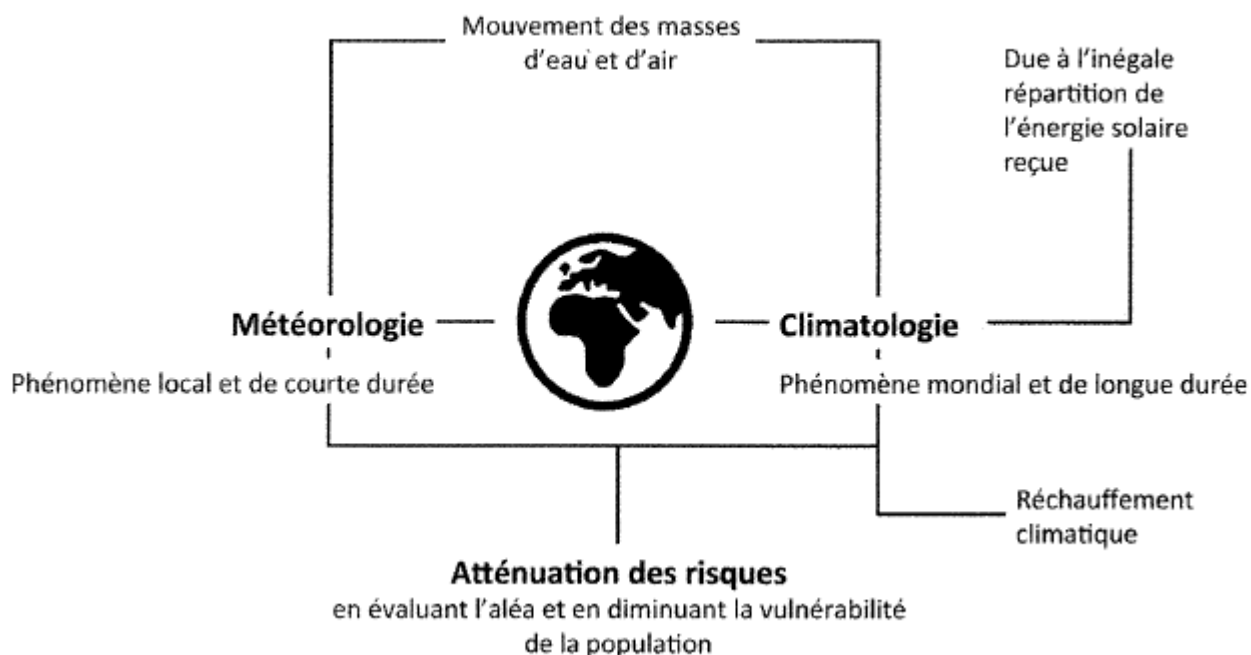 Mouvement des masses
d'eau et d'air
Due à l'inégale
répartition de
l'énergie solaire
reçue
Météorologie
Climatologie
Phénomène local et de courte durée
Phénomène mondial et de longue durée
Réchauffement
climatique
Atténuation des risques
en évaluant l'aléa et en diminuant la vulnérabilité
de la population